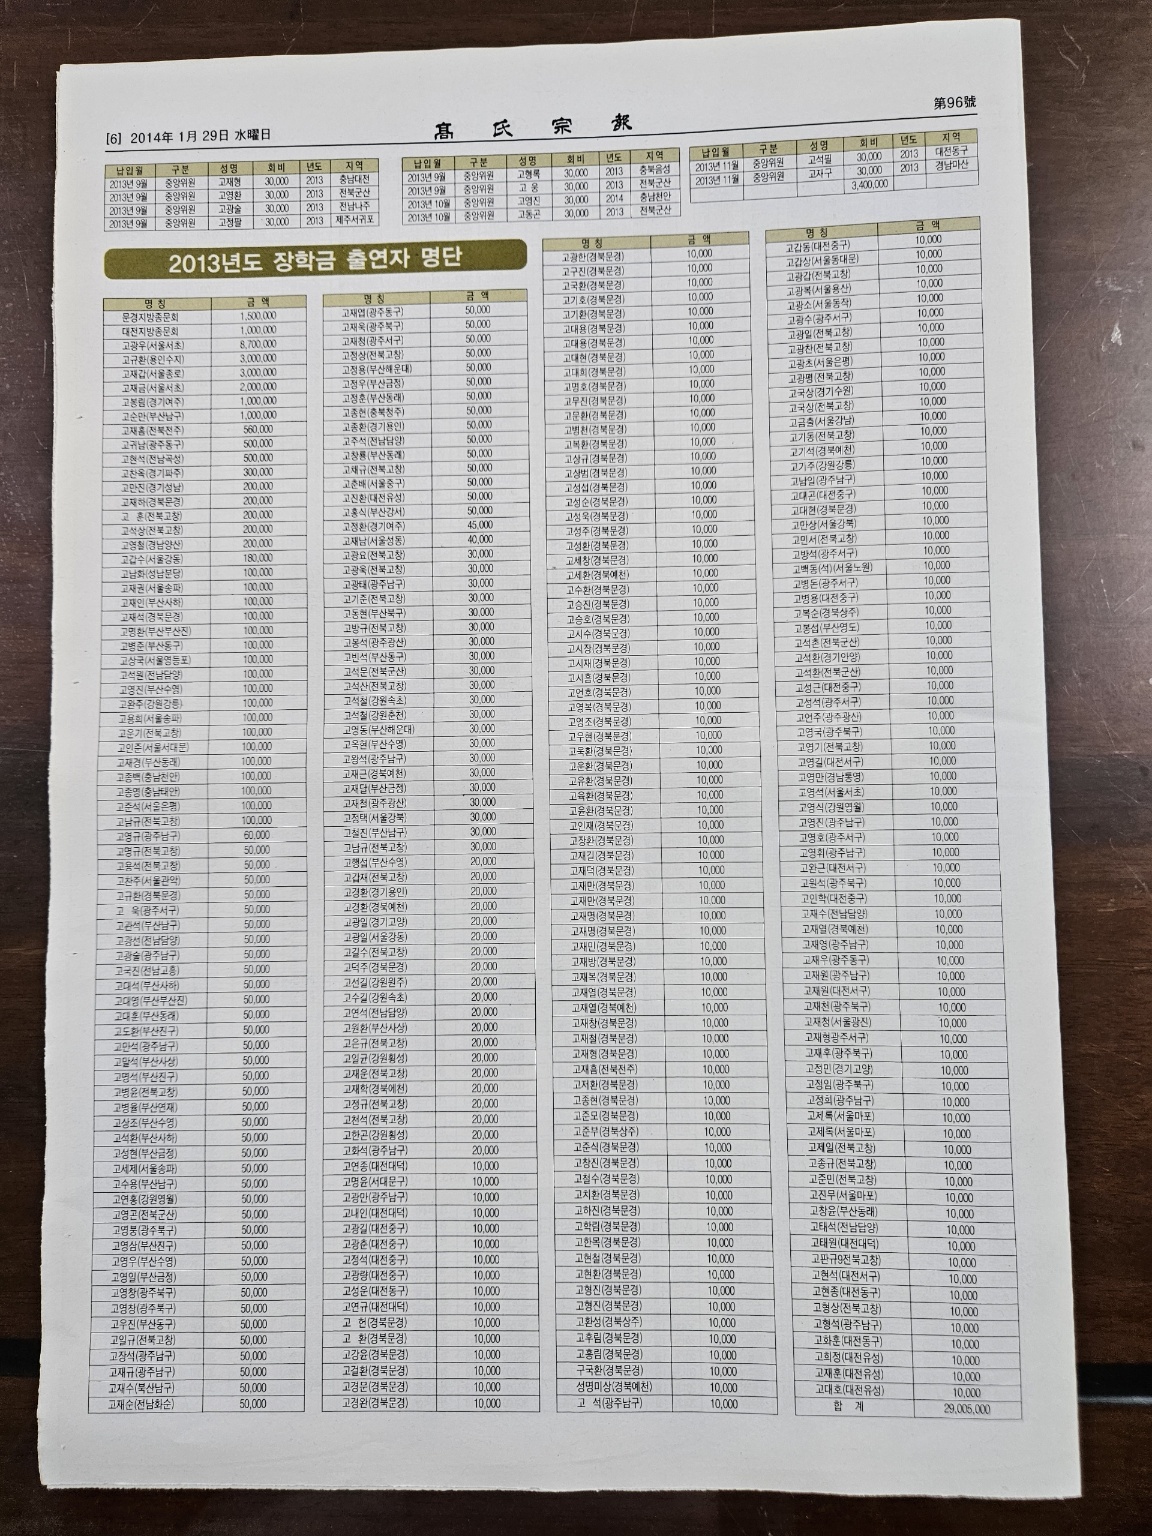 [6] 2014年 1月 29日 水曜日
髙 氏 宗 報
第96號
납입월 구분 성명 회비 년도 지역
2013년 9월 중앙위원 고재형 30,000 2013 충남대전
2013년 9월 중앙위원 고영환 30,000 2013 전북군산
2013년 9월 중앙위원 고광술 30,000 2013 전남나주
2013년 9월 중앙위원 고정팔 30,000 2013 제주서귀포
납입월 구분 성명 회비 년도 지역
2013년 9월 중앙위원 고형록 30,000 2013 충북음성
2013년 9월 중앙위원 고 웅 30,000 2013 전북군산
2013년 10월 중앙위원 고영진 30,000 2014 충남천안
2013년 10월 중앙위원 고동곤 30,000 2013 전북군산
납입월 구분 성명 회비 년도 지역
2013년 11월 중앙위원 고석필 30,000 2013 대전동구
2013년 11월 중앙위원 고사구 30,000 2013 경남마산
3,400,000
2013년도 장학금 출연자 명단
명 칭 금 액
문경지방종문회 1,500,000
대전지방종문회 1,000,000
고광우(서울서초) 8,700,000
고규환(용인수지) 3,000,000
고재갑(서울종로) 3,000,000
고재금(서울서초) 2,000,000
고봉림(경기여주) 1,000,000
고순만(부산남구) 1,000,000
고재흠(전북전주) 560,000
고귀남(광주동구) 500,000
고현석(전남곡성) 500,000
고찬옥(경기파주) 300,000
고만진(경기성남) 200,000
고재하(경북문경) 200,000
고 훈(전북고창) 200,000
고석상(전북고창) 200,000
고영철(경남양산) 200,000
고갑수(서울강동) 180,000
고남화(성남분당) 100,000
고재권(서울송파) 100,000
고재인(부산사하) 100,000
고재석(경북문경) 100,000
고명환(부산부산진) 100,000
고병준(부산동구) 100,000
고상국(서울영등포) 100,000
고석원(전남담양) 100,000
고영진(부산수영) 100,000
고완주(강원강릉) 100,000
고용희(서울송파) 100,000
고운기(전북고창) 100,000
고인준(서울서대문) 100,000
고재경(부산동래) 100,000
고종백(충남천안) 100,000
고종명(충남태안) 100,000
고준석(서울은평) 100,000
고남규(전북고창) 100,000
고영규(광주남구) 60,000
고명규(전북고창) 50,000
고용석(전북고창) 50,000
고찬주(서울관악) 50,000
고규환(경북문경) 50,000
고 욱(광주서구) 50,000
고관석(부산남구) 50,000
고광선(전남담양) 50,000
고광술(광주남구) 50,000
고국진(전남고흥) 50,000
고대석(부산사하) 50,000
고대영(부산부산진) 50,000
고대훈(부산동래) 50,000
고도환(부산진구) 50,000
고만석(광주남구) 50,000
고말석(부산사상) 50,000
고명석(부산진구) 50,000
고병윤(전북고창) 50,000
고병율(부산연제) 50,000
고상조(부산수영) 50,000
고석환(부산사하) 50,000
고성현(부산금정) 50,000
고세제(서울송파) 50,000
고수용(부산남구) 50,000
고연홍(강원영월) 50,000
고영곤(전북군산) 50,000
고영봉(광주북구) 50,000
고영삼(부산진구) 50,000
고영우(부산수영) 50,000
고영일(부산금정) 50,000
고영창(광주북구) 50,000
고영창(광주북구) 50,000
고우진(부산동구) 50,000
고일규(전북고창) 50,000
고장석(광주남구) 50,000
고재규(광주남구) 50,000
고재수(북산남구) 50,000
고재순(전남화순) 50,000
명 칭 금 액
고재엽(광주동구) 50,000
고재욱(광주북구) 50,000
고재청(광주서구) 50,000
고정상(전북고창) 50,000
고정용(부산해운대) 50,000
고정우(부산금정) 50,000
고정훈(부산동래) 50,000
고종헌(충북청주) 50,000
고종환(경기용인) 50,000
고주석(전남담양) 50,000
고창룡(부산동래) 50,000
고채규(전북고창) 50,000
고춘배(서울중구) 50,000
고진환(대전유성) 50,000
고홍식(부산강서) 50,000
고정환(경기여주) 45,000
고재남(서울성동) 40,000
고광요(전북고창) 30,000
고광욱(전북고창) 30,000
고광태(광주남구) 30,000
고기준(전북고창) 30,000
고동현(부산북구) 30,000
고방규(전북고창) 30,000
고봉석(광주광산) 30,000
고빈석(부산동구) 30,000
고석문(전북군산) 30,000
고석산(전북고창) 30,000
고석철(강원속초) 30,000
고석철(강원춘천) 30,000
고영동(부산해운대) 30,000
고옥현(부산수영) 30,000
고왕석(광주남구) 30,000
고재근(경북예천) 30,000
고재달(부산금정) 30,000
고재청(광주광산) 30,000
고정택(서울강북) 30,000
고철진(부산남구) 30,000
고남규(전북고창) 30,000
고행섭(부산수영) 20,000
고갑재(전북고창) 20,000
고경환(경기용인) 20,000
고경환(경북예천) 20,000
고광일(경기고양) 20,000
고광일(서울강동) 20,000
고길수(전북고창) 20,000
고덕주(경북문경) 20,000
고선길(강원원주) 20,000
고수길(강원속초) 20,000
고연석(전남담양) 20,000
고원환(부산사상) 20,000
고은규(전북고창) 20,000
고일균(강원횡성) 20,000
고재운(전북고창) 20,000
고재학(경북예천) 20,000
고정규(전북고창) 20,000
고천석(전북고창) 20,000
고한곤(강원횡성) 20,000
고화석(광주남구) 20,000
고연종(대전대덕) 10,000
고명윤(서대문구) 10,000
고광만(광주남구) 10,000
고내인(대전대덕) 10,000
고광길(대전중구) 10,000
고광춘(대전중구) 10,000
고정석(대전중구) 10,000
고광량(대전중구) 10,000
고성운(대전동구) 10,000
고연규(대전대덕) 10,000
고 헌(경북문경) 10,000
고 환(경북문경) 10,000
고강윤(경북문경) 10,000
고걸환(경북문경) 10,000
고경문(경북문경) 10,000
고경완(경북문경) 10,000
명 칭 금 액
고광한(경북문경) 10,000
고구진(경북문경) 10,000
고국환(경북문경) 10,000
고기호(경북문경) 10,000
고기환(경북문경) 10,000
고대용(경북문경) 10,000
고대용(경북문경) 10,000
고대현(경북문경) 10,000
고대희(경북문경) 10,000
고명호(경북문경) 10,000
고무진(경북문경) 10,000
고문환(경북문경) 10,000
고병천(경북문경) 10,000
고복환(경북문경) 10,000
고상규(경북문경) 10,000
고상범(경북문경) 10,000
고성섭(경북문경) 10,000
고성순(경북문경) 10,000
고성욱(경북문경) 10,000
고성주(경북문경) 10,000
고성환(경북문경) 10,000
고세창(경북문경) 10,000
고세환(경북예천) 10,000
고수환(경북문경) 10,000
고승진(경북문경) 10,000
고승호(경북문경) 10,000
고시수(경북문경) 10,000
고시장(경북문경) 10,000
고시재(경북문경) 10,000
고시흠(경북문경) 10,000
고언호(경북문경) 10,000
고영복(경북문경) 10,000
고영조(경북문경) 10,000
고우현(경북문경) 10,000
고욱환(경북문경) 10,000
고운환(경북문경) 10,000
고유환(경북문경) 10,000
고육환(경북문경) 10,000
고윤환(경북문경) 10,000
고인재(경북문경) 10,000
고장환(경북문경) 10,000
고재길(경북문경) 10,000
고재덕(경북문경) 10,000
고재만(경북문경) 10,000
고재만(경북문경) 10,000
고재명(경북문경) 10,000
고재명(경북문경) 10,000
고재민(경북문경) 10,000
고재방(경북문경) 10,000
고재복(경북문경) 10,000
고재엽(경북문경) 10,000
고재열(경북예천) 10,000
고재창(경북문경) 10,000
고재철(경북문경) 10,000
고재형(경북문경) 10,000
고재흠(전북전주) 10,000
고저환(경북문경) 10,000
고종현(경북문경) 10,000
고준모(경북문경) 10,000
고준부(경북상주) 10,000
고준식(경북문경) 10,000
고창진(경북문경) 10,000
고철수(경북문경) 10,000
고치환(경북문경) 10,000
고하진(경북문경) 10,000
고학림(경북문경) 10,000
고한목(경북문경) 10,000
고현철(경북문경) 10,000
고현환(경북문경) 10,000
고형진(경북문경) 10,000
고형진(경북문경) 10,000
고환성(경북상주) 10,000
고후림(경북문경) 10,000
고흥림(경북문경) 10,000
구국환(경북문경) 10,000
성명미상(경북예천) 10,000
고 석(광주남구) 10,000
명 칭 금 액
고갑동(대전중구) 10,000
고갑상(서울동대문) 10,000
고광갑(전북고창) 10,000
고광복(서울용산) 10,000
고광소(서울동작) 10,000
고광수(광주서구) 10,000
고광일(전북고창) 10,000
고광찬(전북고창) 10,000
고광초(서울은평) 10,000
고광평(전북고창) 10,000
고국상(경기수원) 10,000
고국상(전북고창) 10,000
고금출(서울강남) 10,000
고기동(전북고창) 10,000
고기석(경북예천) 10,000
고기주(강원강릉) 10,000
고남일(광주남구) 10,000
고대곤(대전중구) 10,000
고대현(경북문경) 10,000
고만상(서울강북) 10,000
고민서(전북고창) 10,000
고방석(광주서구) 10,000
고백동(석)(서울노원) 10,000
고병돈(광주서구) 10,000
고병용(대전중구) 10,000
고복순(경북상주) 10,000
고봉섭(부산영도) 10,000
고석촌(전북군산) 10,000
고석환(경기안양) 10,000
고석환(전북군산) 10,000
고성근(대전중구) 10,000
고성석(광주서구) 10,000
고언주(광주광산) 10,000
고영국(광주북구) 10,000
고영기(전북고창) 10,000
고영길(대전서구) 10,000
고영만(경남통영) 10,000
고영석(서울서초) 10,000
고영식(강원영월) 10,000
고영진(광주남구) 10,000
고영호(광주서구) 10,000
고영휘(광주남구) 10,000
고완근(대전서구) 10,000
고원석(광주북구) 10,000
고인학(대전중구) 10,000
고재수(전남담양) 10,000
고재열(경북예천) 10,000
고재영(광주남구) 10,000
고재우(광주동구) 10,000
고재원(광주남구) 10,000
고재원(대전서구) 10,000
고재천(광주북구) 10,000
고재청(서울광진) 10,000
고재형광주서구) 10,000
고재후(광주북구) 10,000
고정민(경기고양) 10,000
고정임(광주북구) 10,000
고정희(광주남구) 10,000
고제록(서울마포) 10,000
고제록(서울마포) 10,000
고제일(전북고창) 10,000
고종규(전북고창) 10,000
고준민(전북고창) 10,000
고진무(서울마포) 10,000
고창윤(부산동래) 10,000
고태석(전남담양) 10,000
고태원(대전대덕) 10,000
고판규9전북고창) 10,000
고현석(대전서구) 10,000
고현종(대전동구) 10,000
고형상(전북고창) 10,000
고형석(광주남구) 10,000
고화훈(대전동구) 10,000
고희정(대전유성) 10,000
고재훈(대전유성) 10,000
고대호(대전유성) 10,000
합 계 29,005,000